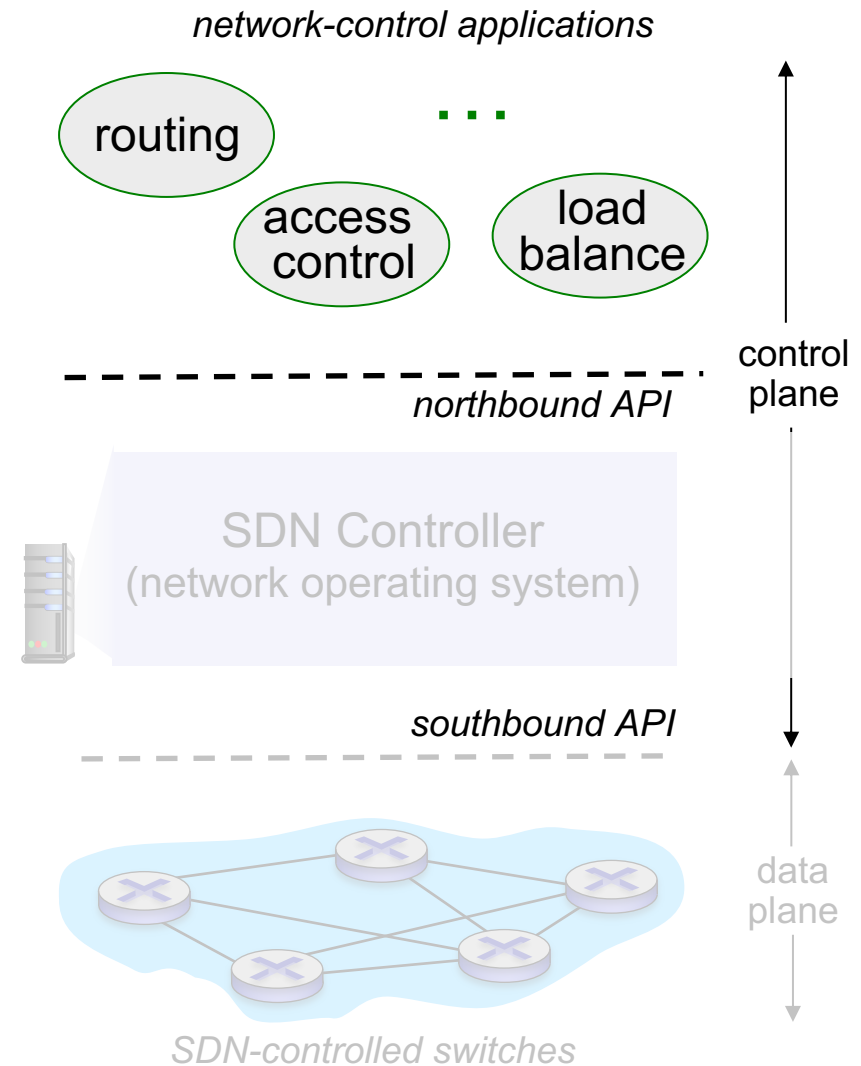 network-control applications
routing
...
access
control
load
balance
control
plane
northbound API
SDN Controller
(network operating system)
southbound API
data
plane
SDN-controlled switches